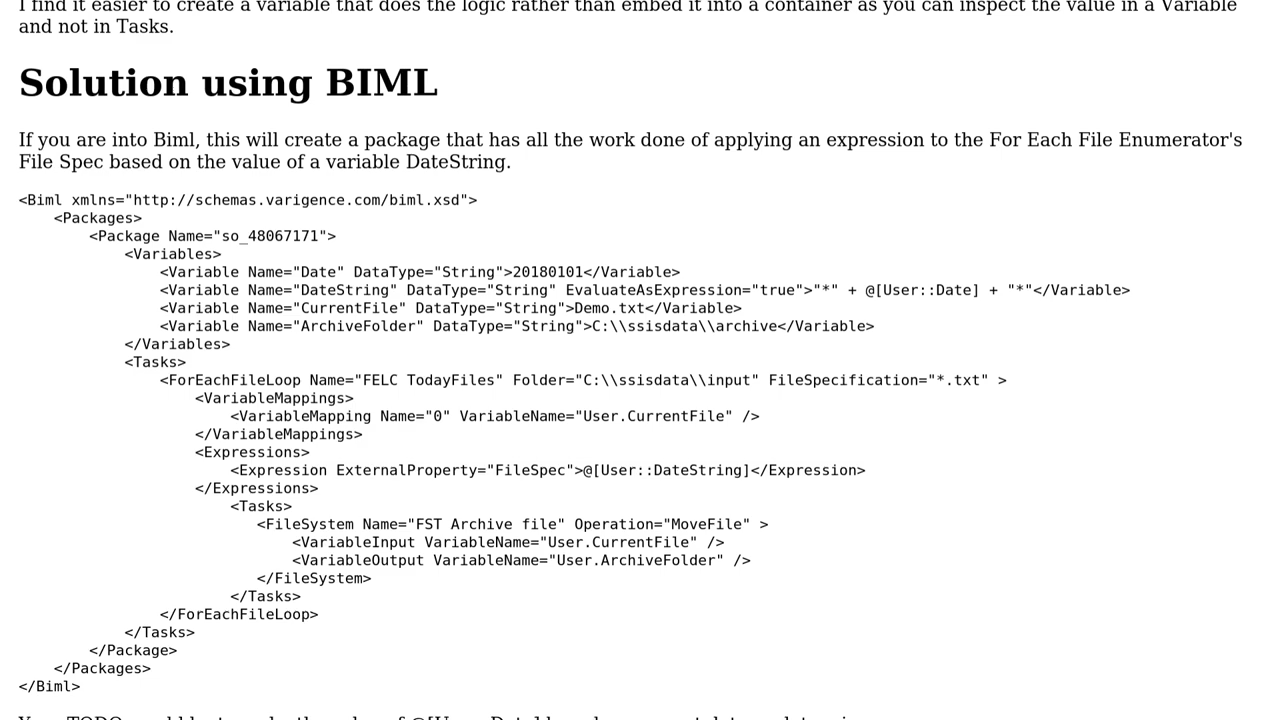 I find it easier to create a variable that does the logic rather than embed it into a container as you can inspect the value in a Variable
and not in Tasks.
Solution using BIML
If you are into Biml, this will create a package that has all the work done of applying an expression to the For Each File Enumerator's
File Spec based on the value of a variable DateString.
<Biml xmlns="http://schemas.varigence.com/biml.xsd">
    <Packages>
        <Package Name="so_48067171">
            <Variables>
                <Variable Name="Date" DataType="String">20180101</Variable>
                <Variable Name="DateString" DataType="String" EvaluateAsExpression="true">"*" + @[User::Date] + "*"</Variable>
                <Variable Name="CurrentFile" DataType="String">Demo.txt</Variable>
                <Variable Name="ArchiveFolder" DataType="String">C:\\ssisdata\\archive</Variable>
            </Variables>
            <Tasks>
                <ForEachFileLoop Name="FELC TodayFiles" Folder="C:\\ssisdata\\input" FileSpecification="*.txt" >
                    <VariableMappings>
                        <VariableMapping Name="0" VariableName="User.CurrentFile" />
                    </VariableMappings>
                    <Expressions>
                        <Expression ExternalProperty="FileSpec">@[User::DateString]</Expression>
                    </Expressions>
                        <Tasks>
                           <FileSystem Name="FST Archive file" Operation="MoveFile" >
                               <VariableInput VariableName="User.CurrentFile" />
                               <VariableOutput VariableName="User.ArchiveFolder" />
                           </FileSystem>
                        </Tasks>
                </ForEachFileLoop>
            </Tasks>
        </Package>
    </Packages>
</Biml>